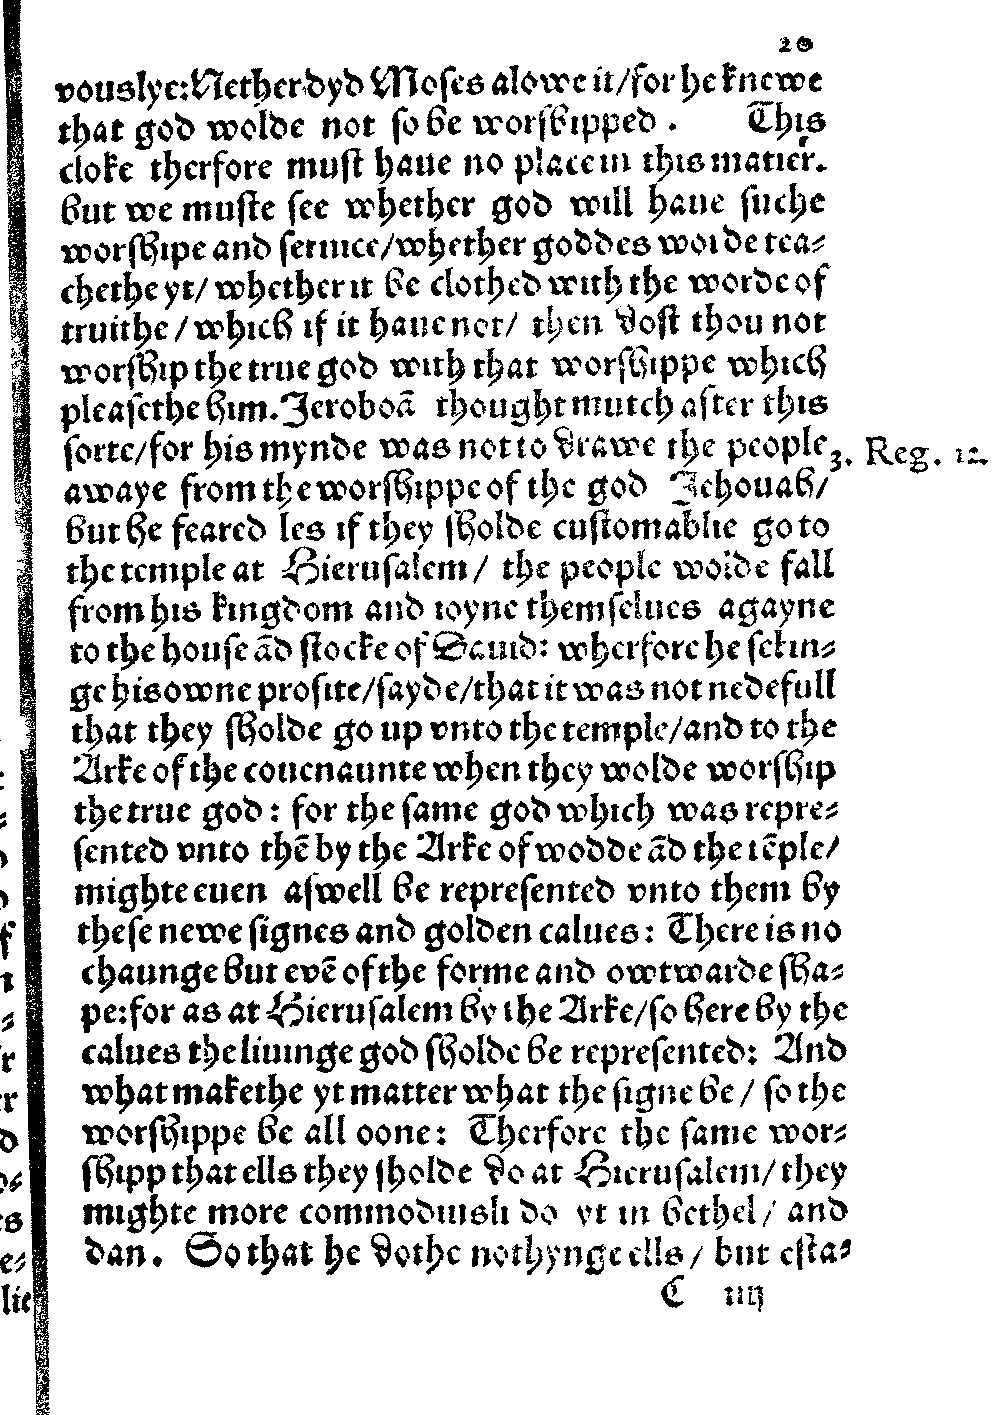 20
vouslye: Nether dyd Moses alowe it/for he knewe
that god wolde not so be worshipped. This
cloke therfore must haue no place in this matier.
but we muste see whether god will haue suche
worshipe and seruice/whether goddes worde tea-
chethe yt/ whether it be clothed with the worde of
truithe/which if it haue not/ then dost thou not
worship the true god with that worshippe which
pleasethe him. Jeroboā thought mutch after this
sorte/for his mynde was not to drawe the people
3. Reg. 12.
awaye from the worshippe of the god Jehouah/
but he feared les if they sholde customablie go to
the temple at Hierusalem/ the people wolde fall
from his kingdom and ioyne themselues agayne
to the house ād stocke of Dauid: wherfore he sekin-
ge his owne profite/sayde/that it was not nedefull
that they sholde go up vnto the temple/and to the
Arke of the couenaunte when they wolde worship
the true god: for the same god which was repre-
sented vnto thē by the Arke of wodde ād the tēple/
mighte euen aswell be represented vnto them by
these newe signes and golden calues: There is no
chaunge but evē of the forme and owtwarde sha-
pe: for as at Hierusalem by the Arke/so here by the
calues the liuinge god sholde be represented: And
what makethe yt matter what the signe be/ so the
worshippe be all oone: Therfore the same wor-
shipp that ells they sholde do at Hierusalem/they
mighte more commodiusli do yt in bethel/ and
dan. So that he dothe nothynge ells/ but esta-
C iiij